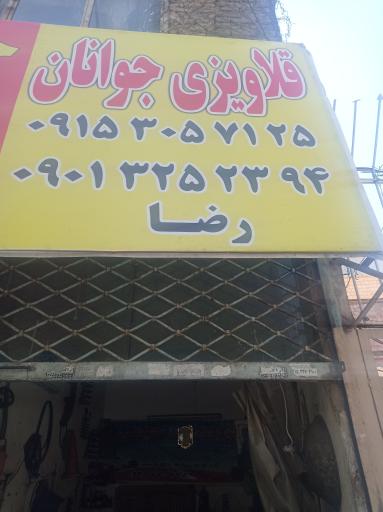 قلاویزی جوانان
۰۹۱۵ ۳۰۵ ۷۱ ۲۵
۰۹۰۱ ۳۲۵ ۲۳ ۹۴
رضا